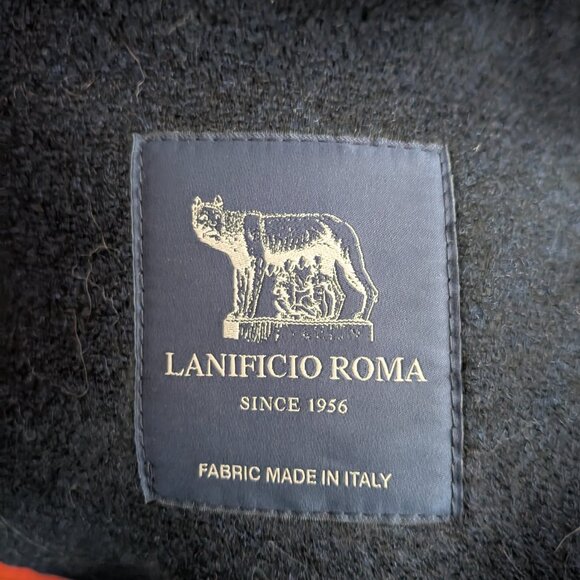 LANIFICIO ROMA
SINCE 1956
FABRIC MADE IN ITALY